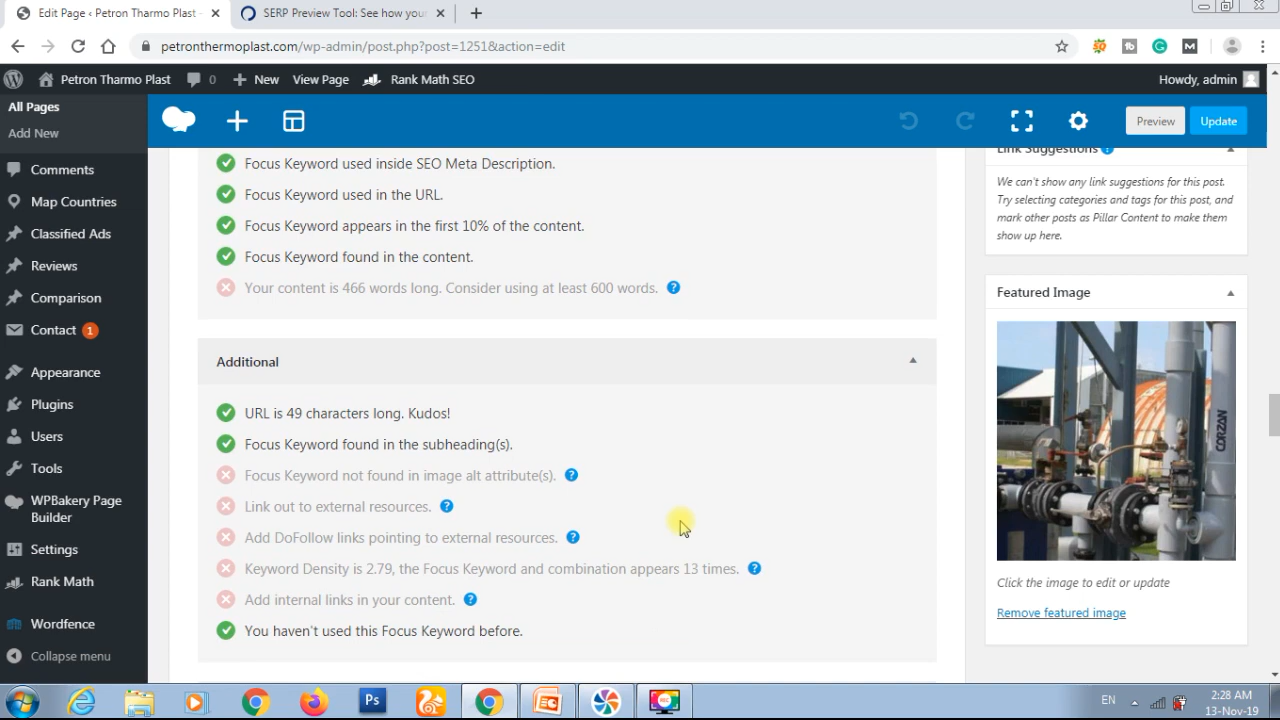 Edit Page ‹ Petron Tharmo Plast -
SERP Preview Tool: See how your
petronthermoplast.com/wp-admin/post.php?post=1251&action=edit
Petron Tharmo Plast
0
New
View Page
Rank Math SEO
Howdy, admin
All Pages
Add New
Comments
Map Countries
Classified Ads
Reviews
Comparison
Contact 1
Appearance
Plugins
Users
Tools
WPBakery Page
Builder
Settings
Rank Math
Wordfence
Collapse menu
Preview
Update
Focus Keyword used inside SEO Meta Description.
Focus Keyword used in the URL.
Focus Keyword appears in the first 10% of the content.
Focus Keyword found in the content.
Your content is 466 words long. Consider using at least 600 words. ?
Additional
URL is 49 characters long. Kudos!
Focus Keyword found in the subheading(s).
Focus Keyword not found in image alt attribute(s). ?
Link out to external resources. ?
Add DoFollow links pointing to external resources. ?
Keyword Density is 2.79, the Focus Keyword and combination appears 13 times. ?
Add internal links in your content. ?
You haven't used this Focus Keyword before.
Link Suggestions ?
We can't show any link suggestions for this post.
Try selecting categories and tags for this post, and
mark other posts as Pillar Content to make them
show up here.
Featured Image
CORZAN
Click the image to edit or update
Remove featured image
Ps
REC
EN
2:28 AM
13-Nov-19